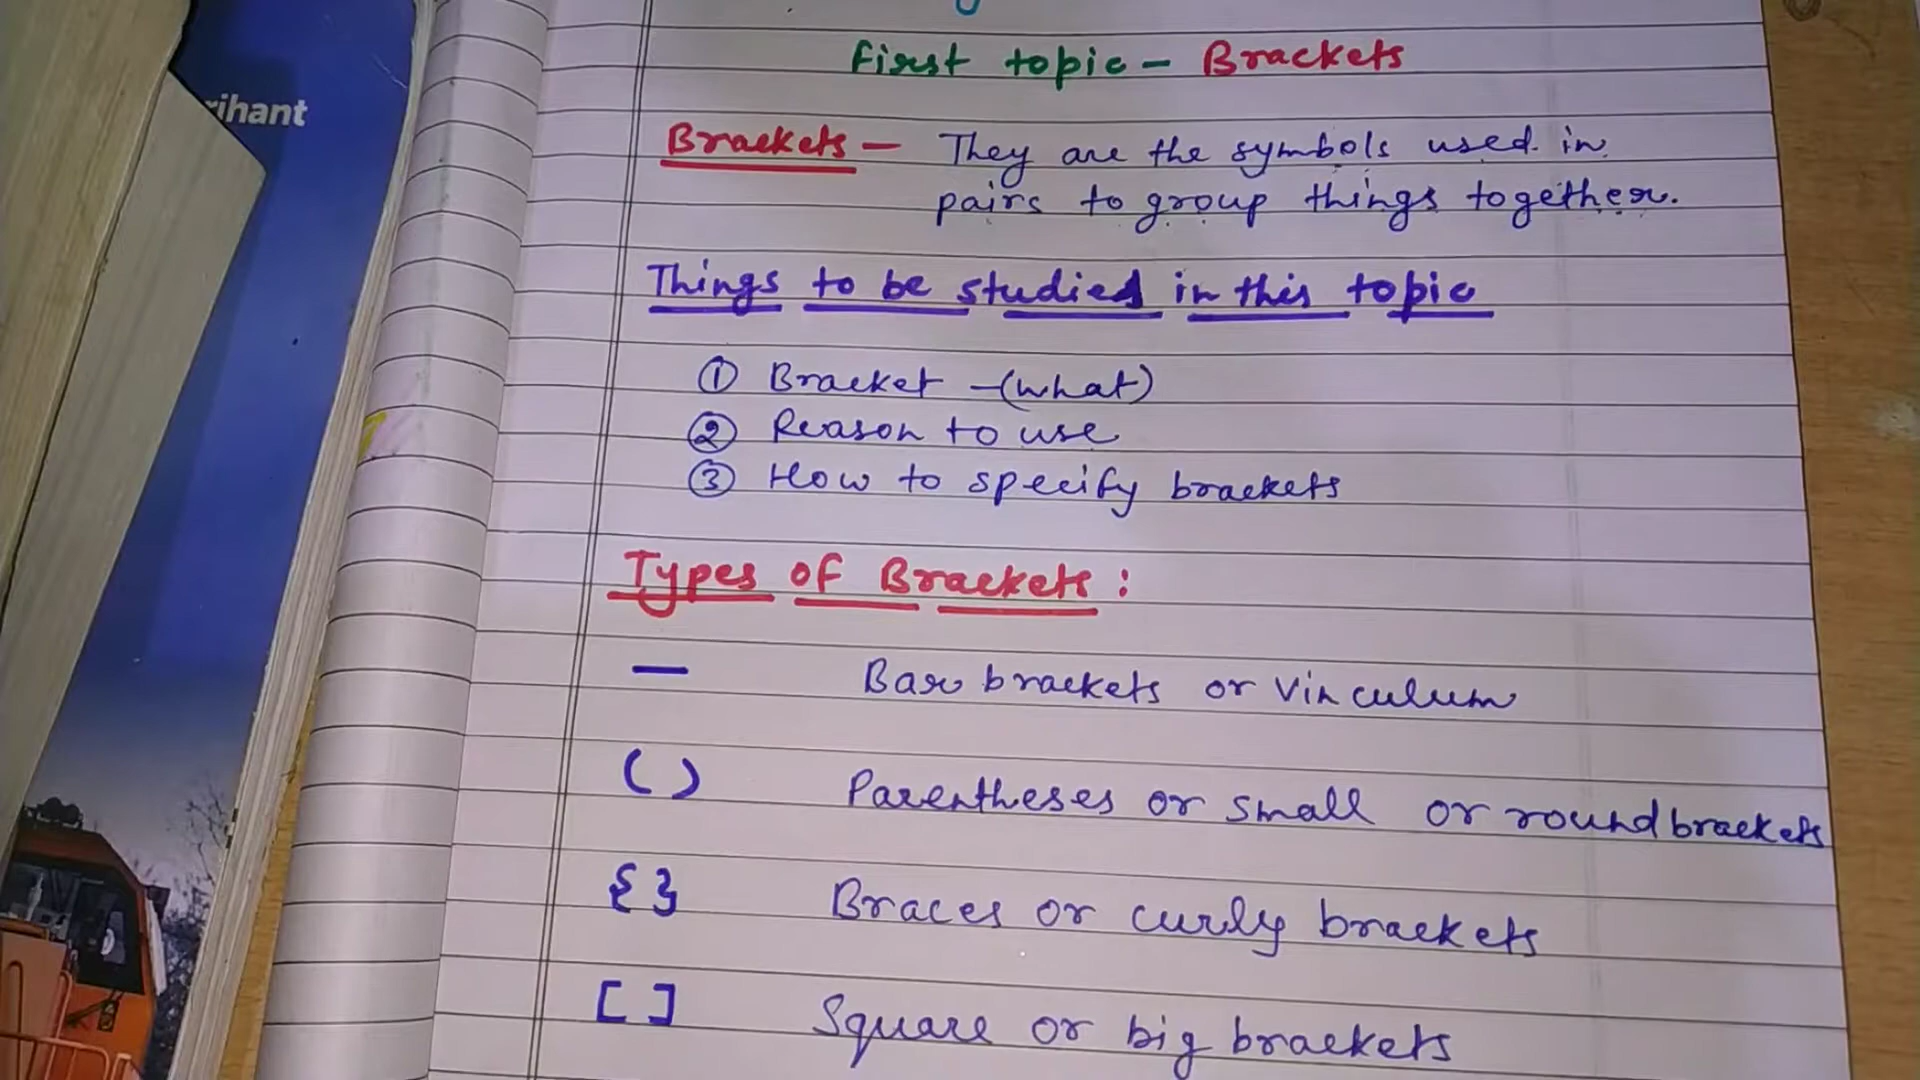 rihant
First topic - Brackets
Brackets - They are the symbols used in
pairs to group things together.
Things to be studied in this topic
① Bracket -(what)
② Reason to use
③ How to specify brackets
Types of Brackets :
— Bar brackets or Vinculum
( ) Parentheses or small or round brackets
{ } Braces or curly brackets
[ ] Square or big brackets